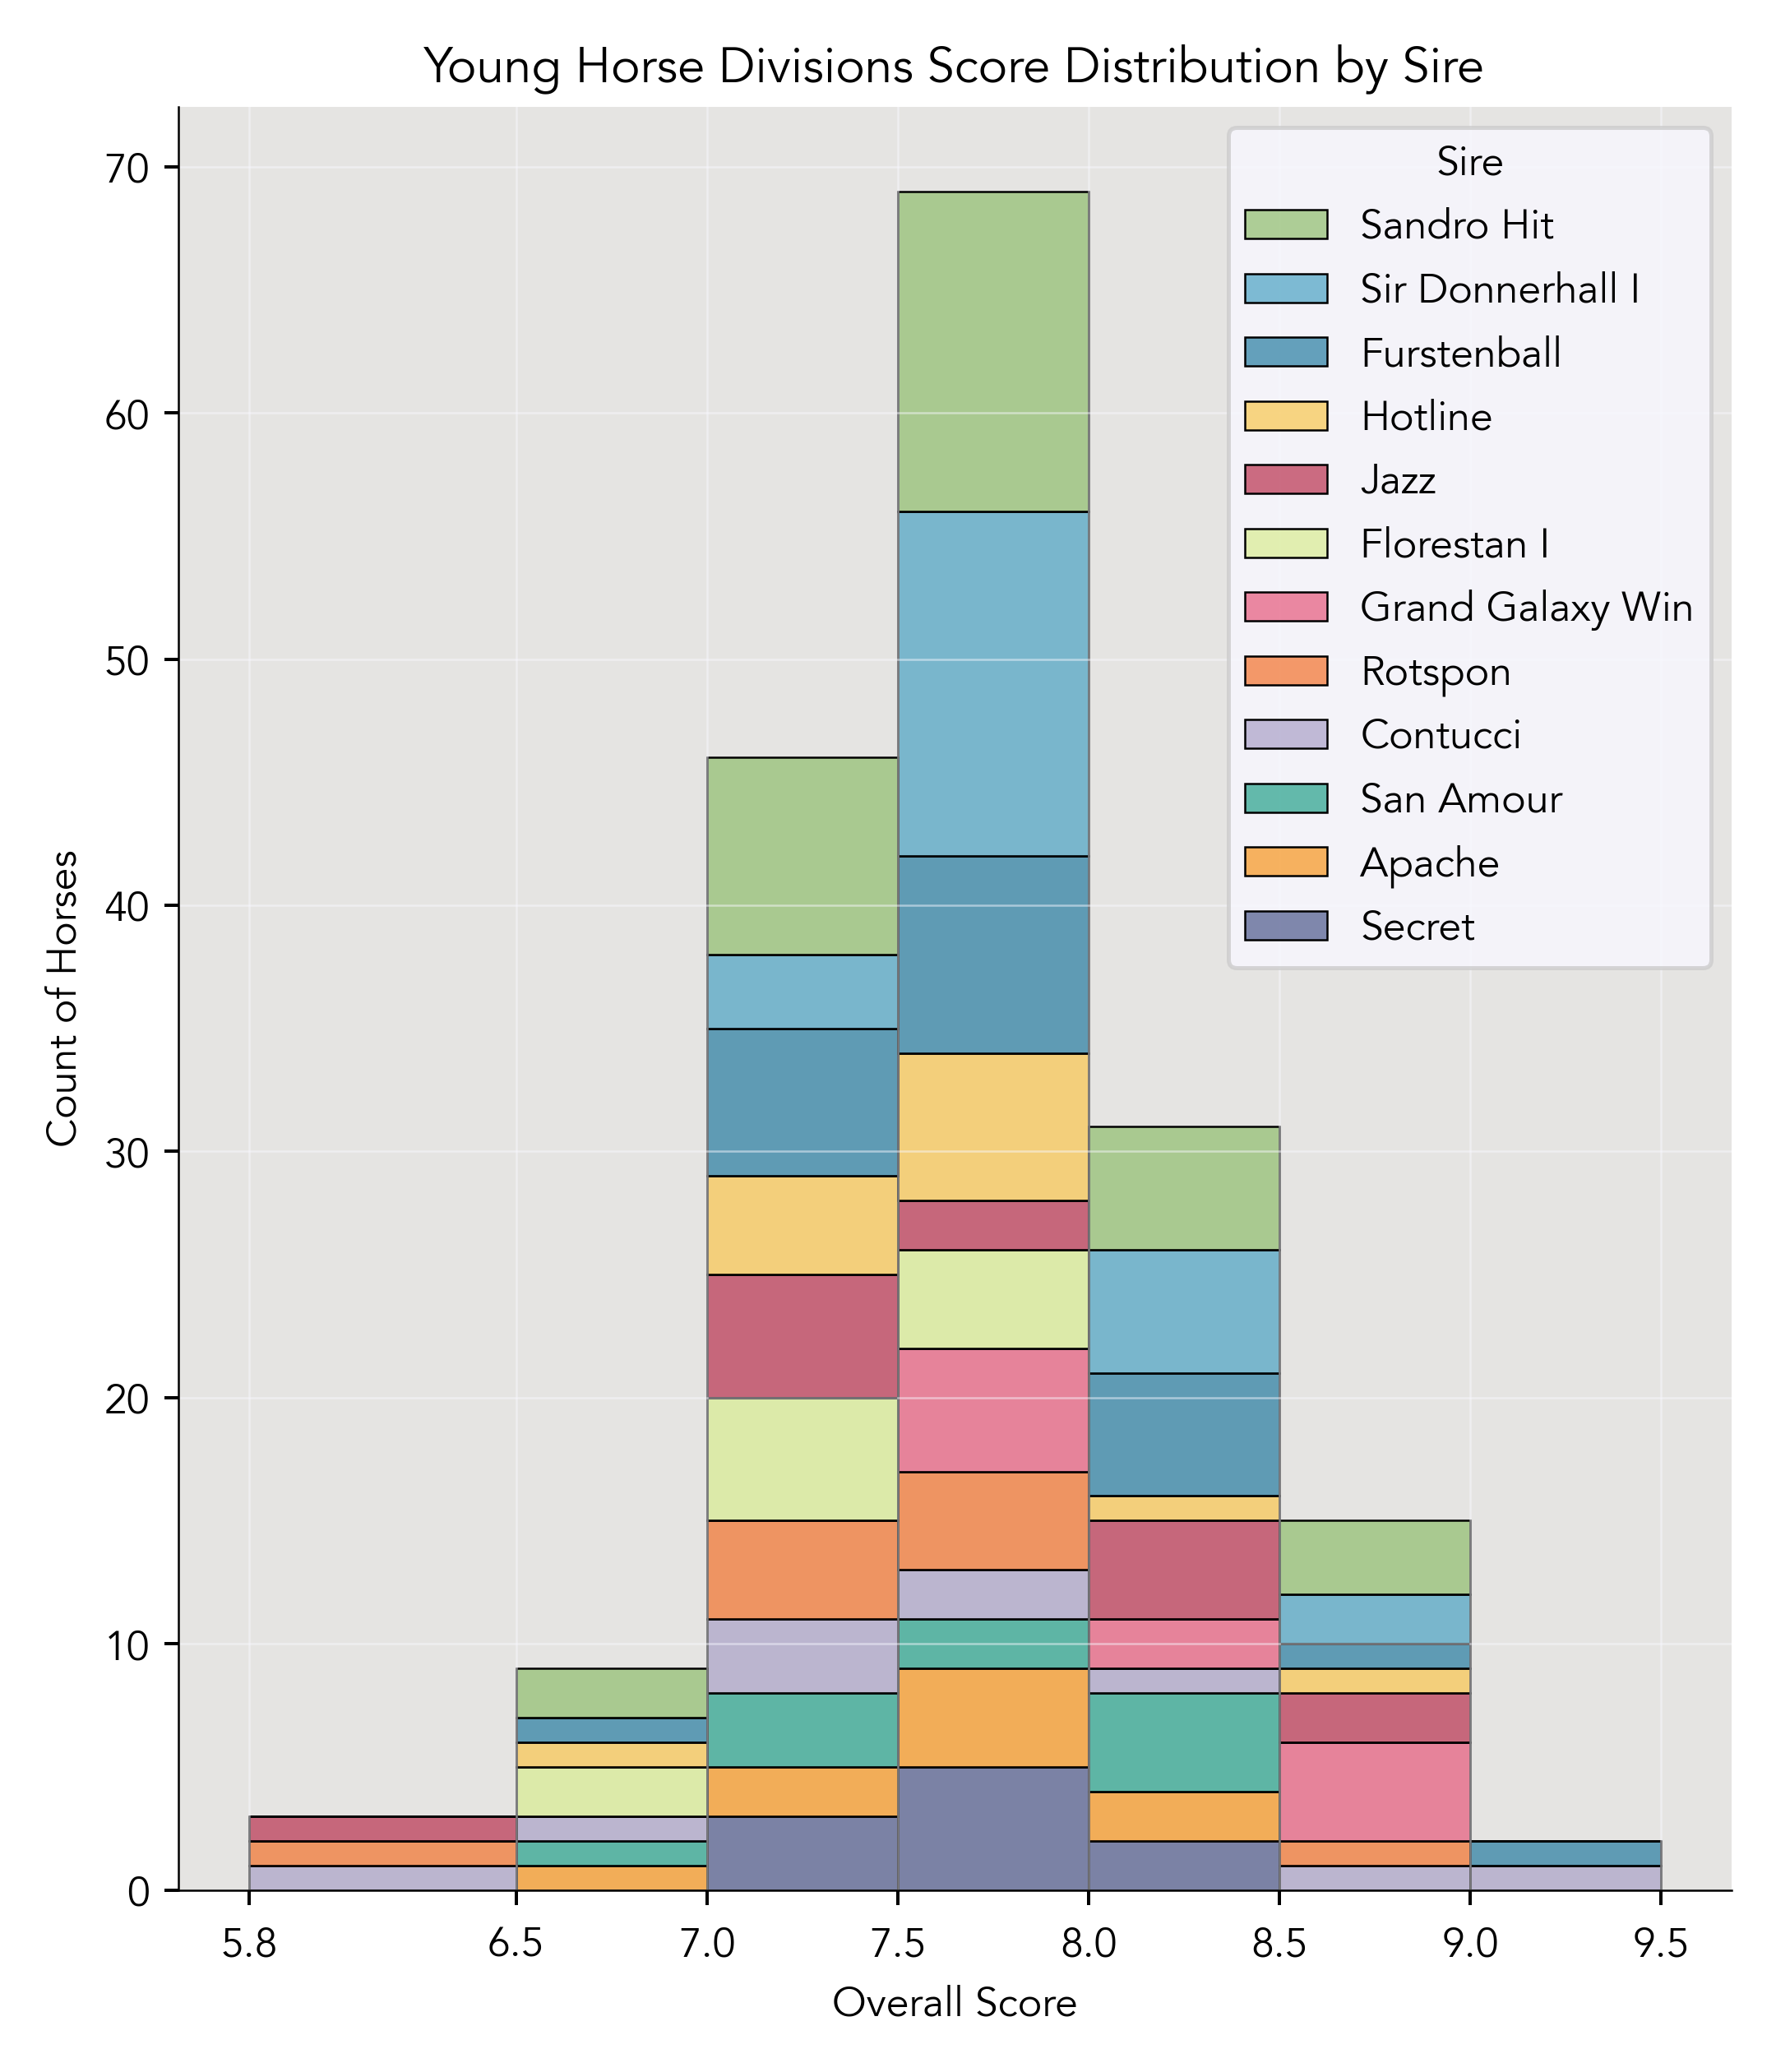 Young Horse Divisions Score Distribution by Sire
Sire
Sandro Hit
Sir Donnerhall I
Furstenball
Hotline
Jazz
Florestan I
Grand Galaxy Win
Rotspon
Contucci
San Amour
Apache
Secret
Count of Horses
70
60
50
40
30
20
10
0
5.8 6.5 7.0 7.5 8.0 8.5 9.0 9.5
Overall Score